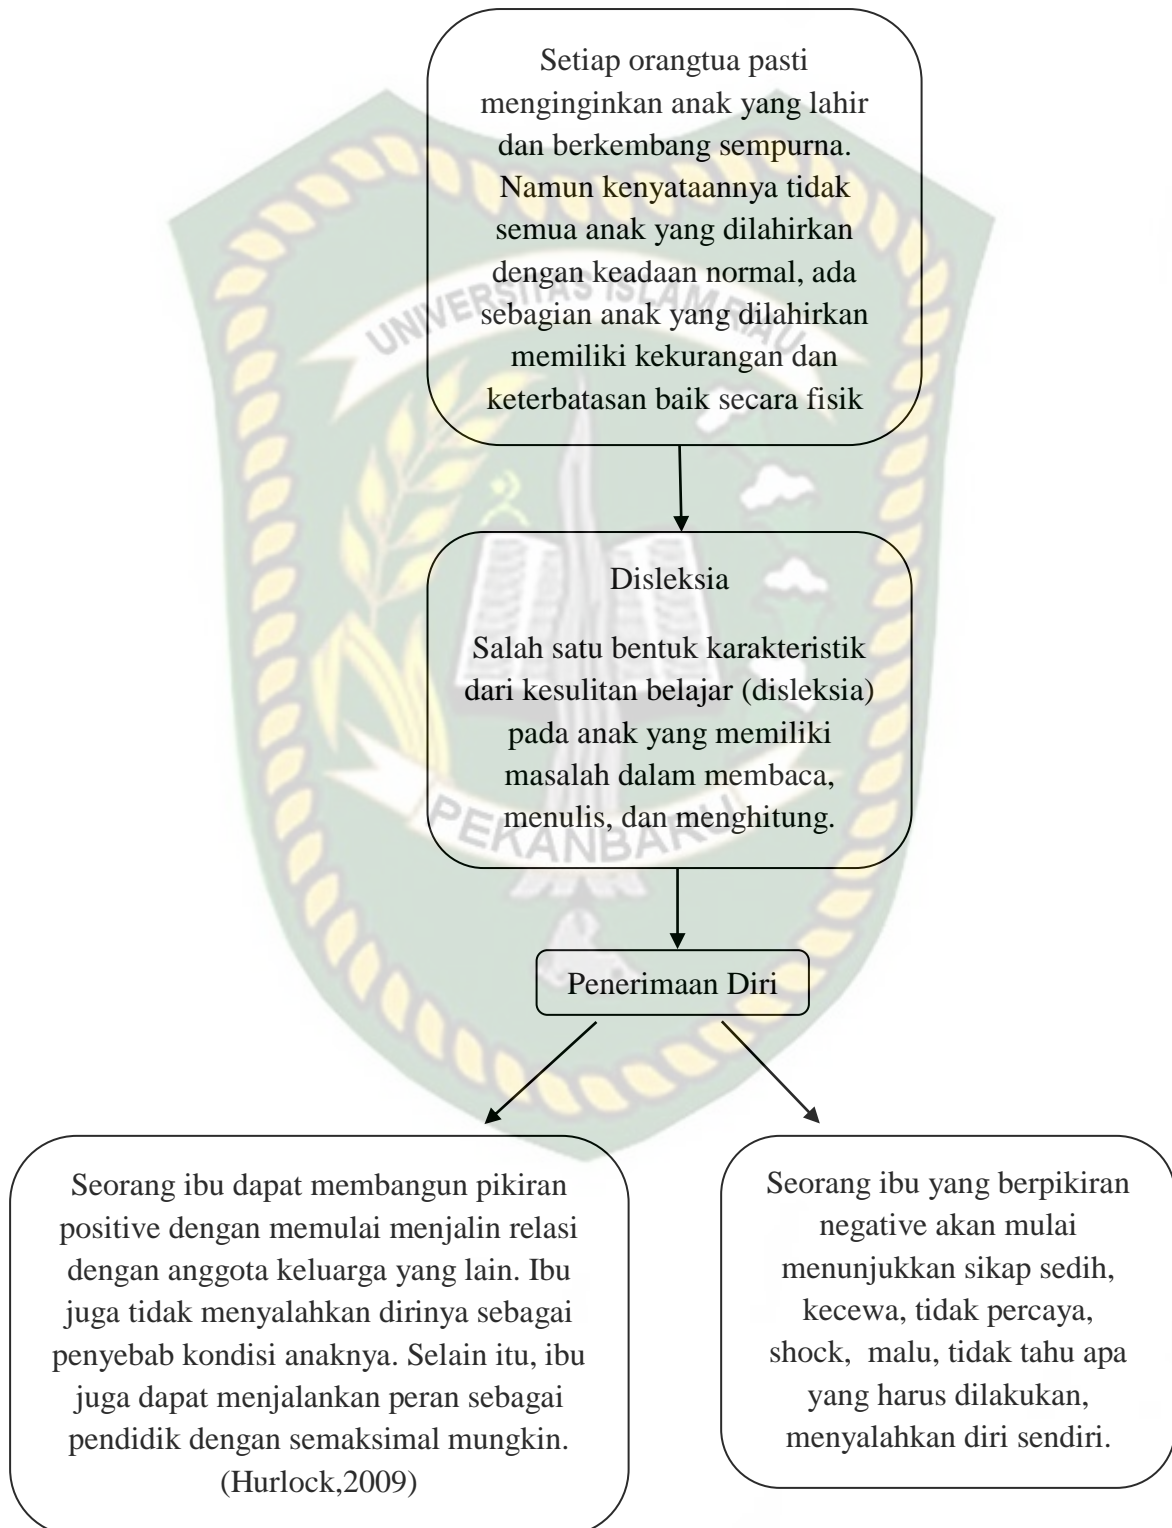 Setiap orangtua pasti
menginginkan anak yang lahir
dan berkembang sempurna.
Namun kenyataannya tidak
semua anak yang dilahirkan
dengan keadaan normal, ada
sebagian anak yang dilahirkan
memiliki kekurangan dan
keterbatasan baik secara fisik
UNIVERSITAS ISLAM RIAU
Disleksia
Salah satu bentuk karakteristik
dari kesulitan belajar (disleksia)
pada anak yang memiliki
masalah dalam membaca,
menulis, dan menghitung.
PEKANBARU
Penerimaan Diri
Seorang ibu dapat membangun pikiran
positive dengan memulai menjalin relasi
dengan anggota keluarga yang lain. Ibu
juga tidak menyalahkan dirinya sebagai
penyebab kondisi anaknya. Selain itu, ibu
juga dapat menjalankan peran sebagai
pendidik dengan semaksimal mungkin.
(Hurlock,2009)
Seorang ibu yang berpikiran
negative akan mulai
menunjukkan sikap sedih,
kecewa, tidak percaya,
shock,  malu, tidak tahu apa
yang harus dilakukan,
menyalahkan diri sendiri.